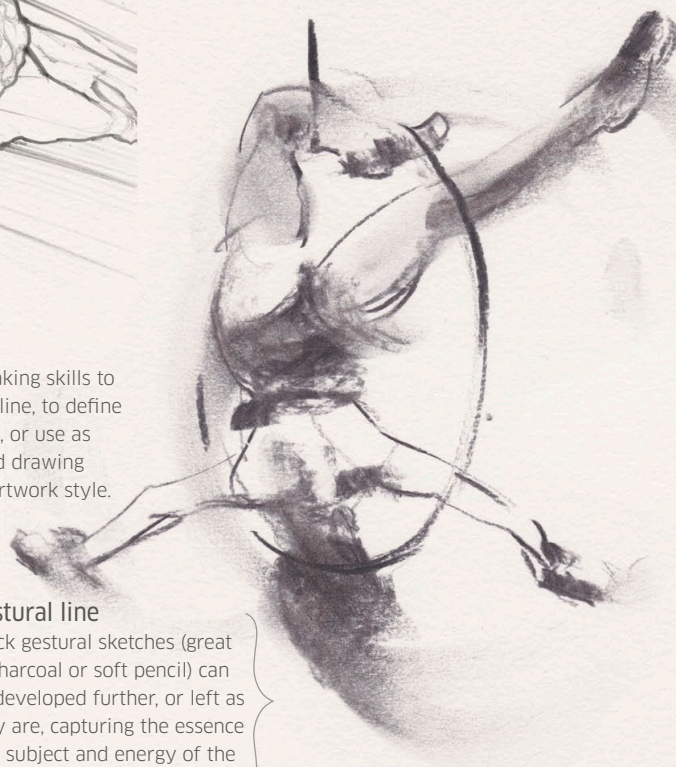 king skills to
line, to define
, or use as
d drawing
rtwork style.
stural line
ck gestural sketches (great
harcoal or soft pencil) can
developed further, or left as
y are, capturing the essence
subject and energy of the